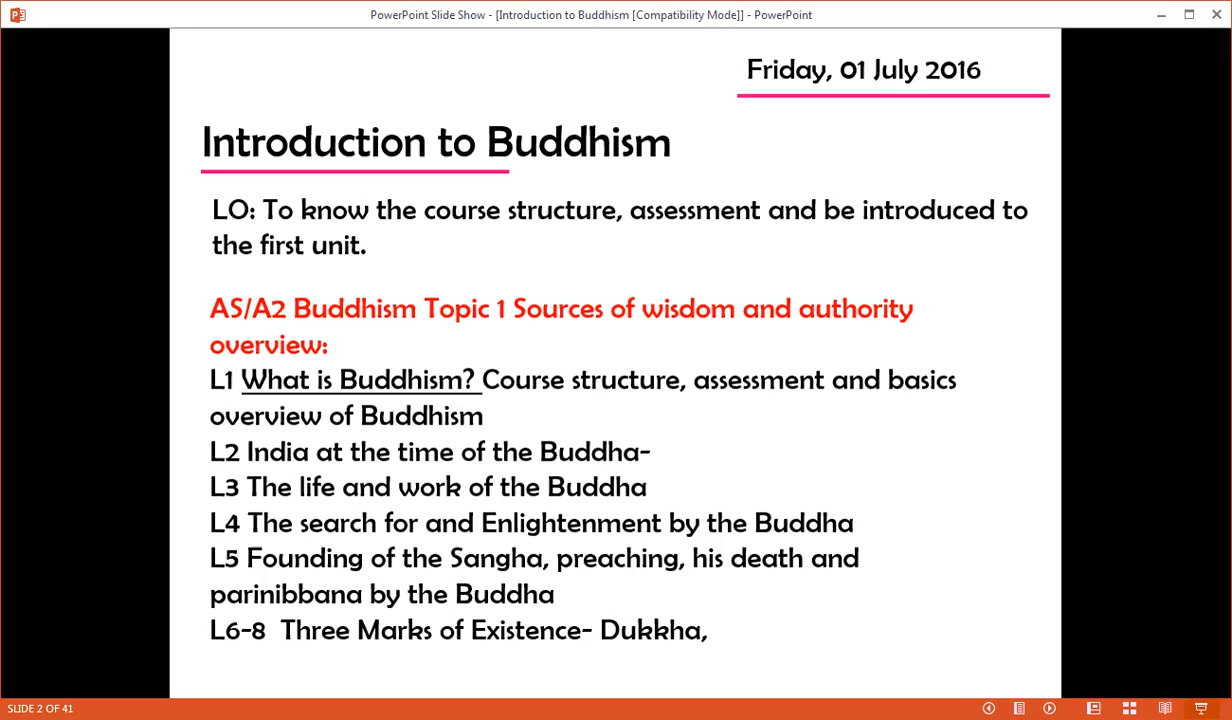 PowerPoint Slide Show - [Introduction to Buddhism [Compatibility Mode]] - PowerPoint
Friday, 01 July 2016
Introduction to Buddhism
LO: To know the course structure, assessment and be introduced to
the first unit.
AS/A2 Buddhism Topic 1 Sources of wisdom and authority
overview:
L1 What is Buddhism? Course structure, assessment and basics
overview of Buddhism
L2 India at the time of the Buddha-
L3 The life and work of the Buddha
L4 The search for and Enlightenment by the Buddha
L5 Founding of the Sangha, preaching, his death and
parinibbana by the Buddha
L6-8 Three Marks of Existence- Dukkha,
SLIDE 2 OF 41